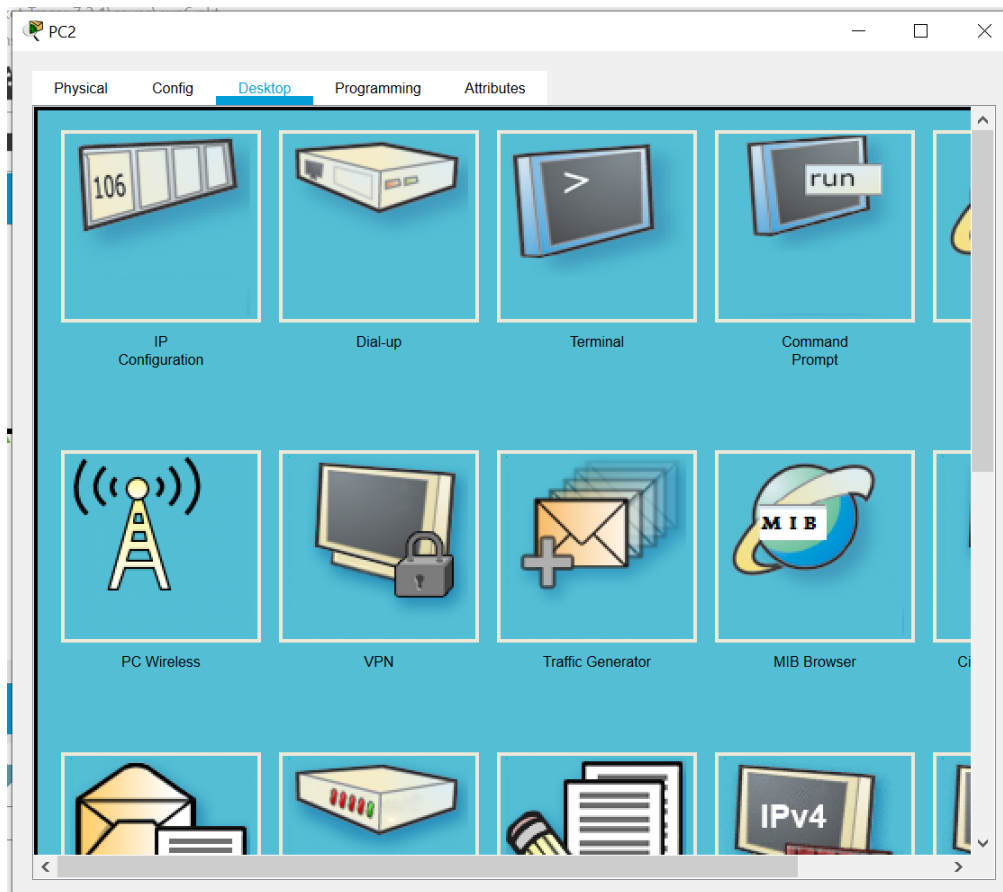 PC2
Physical Config Desktop Programming Attributes
106
>
run
IP
Configuration
Dial-up
Terminal
Command
Prompt
MIB
PC Wireless
VPN
Traffic Generator
MIB Browser
Ci
IPv4